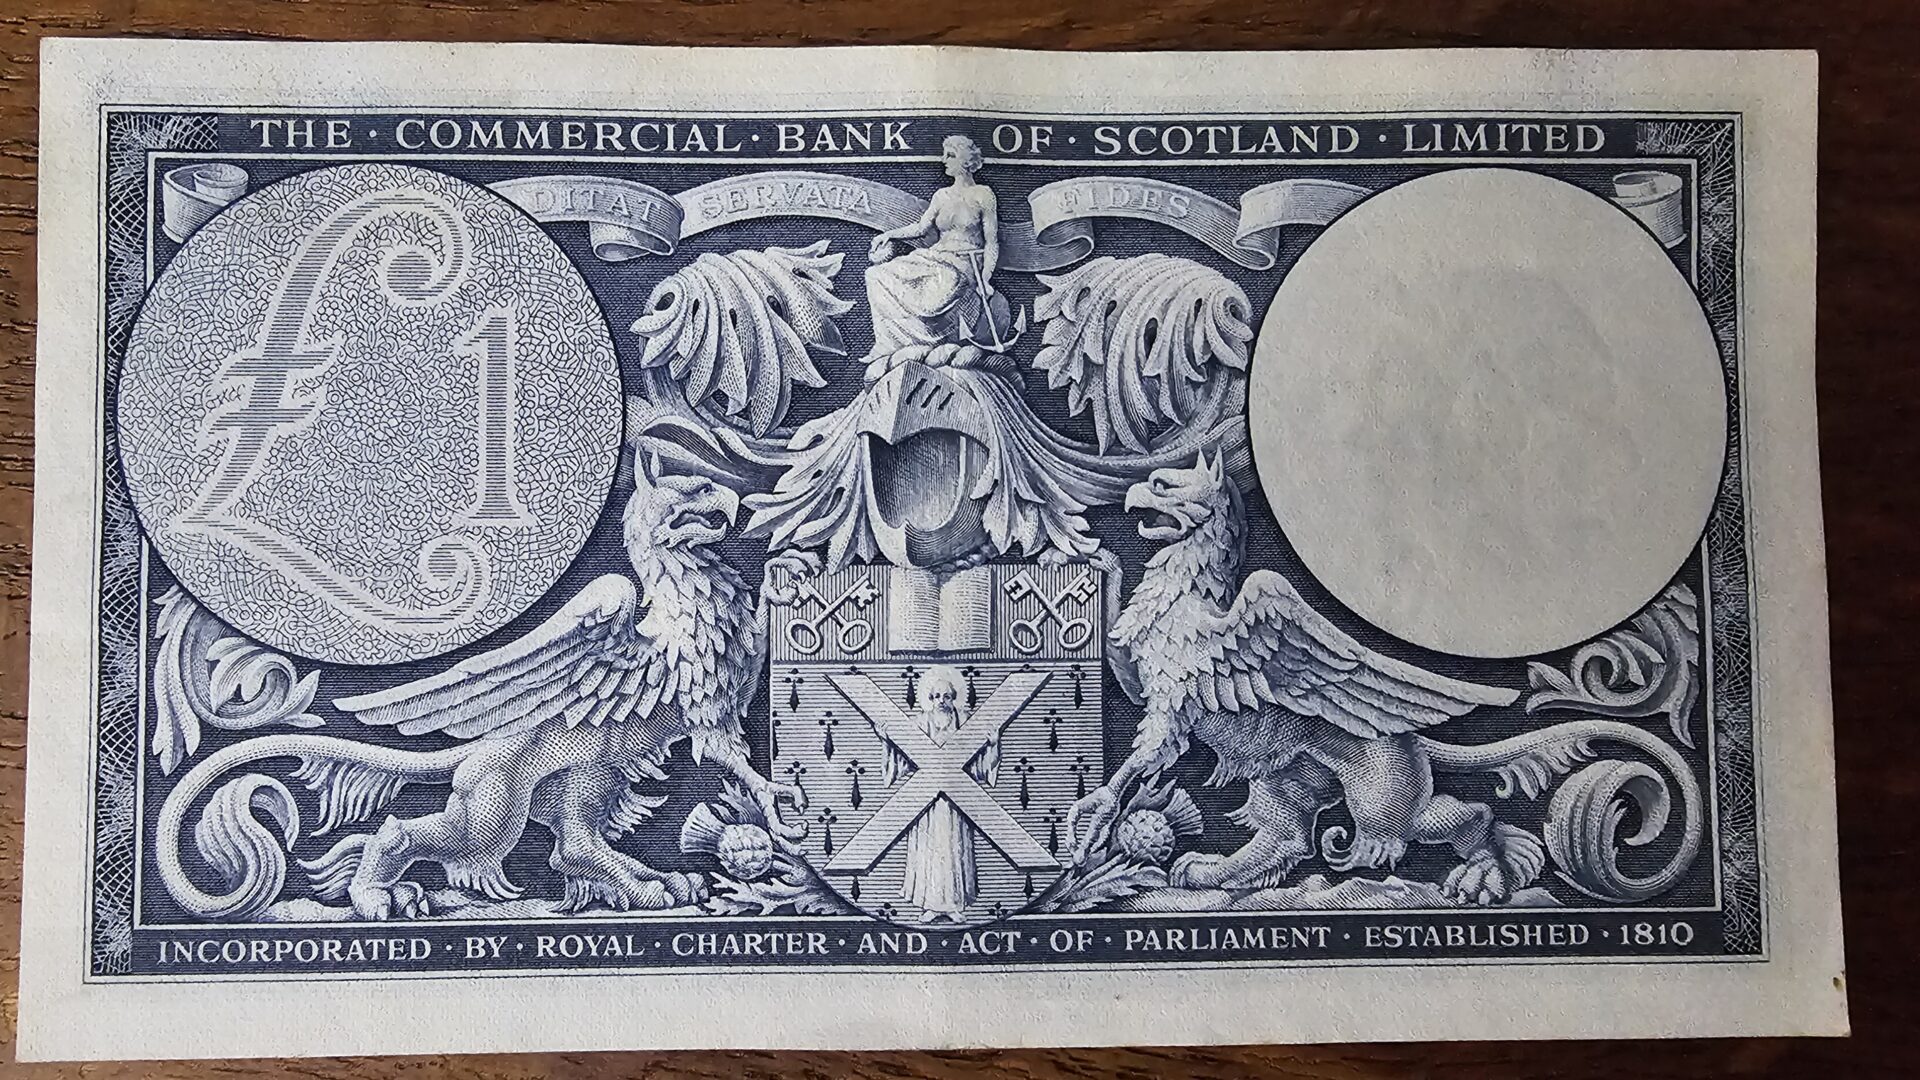 THE · COMMERCIAL · BANK OF · SCOTLAND · LIMITED
DITAT SERVATA FIDES
£1
INCORPORATED · BY · ROYAL · CHARTER · AND · ACT · OF · PARLIAMENT · ESTABLISHED · 1810